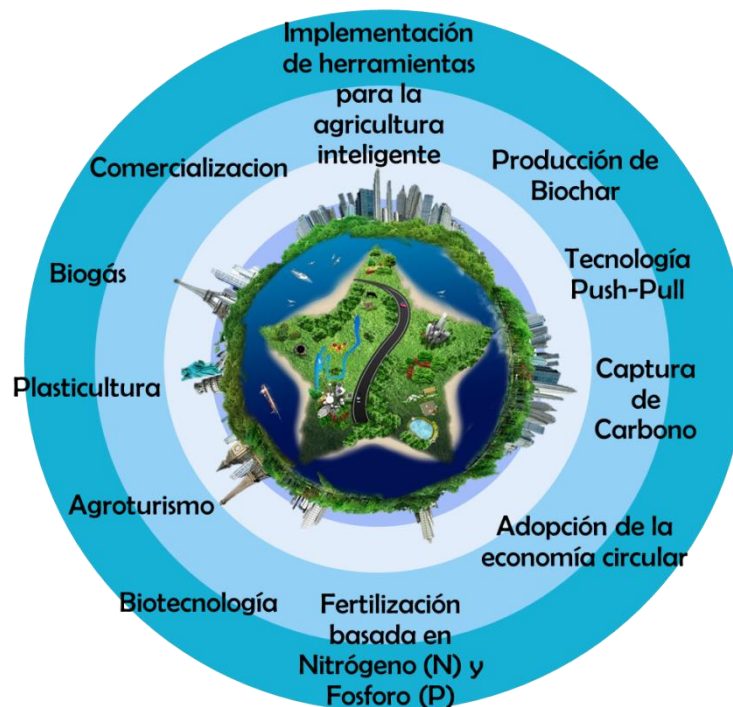 Implementación
de herramientas
para la
agricultura
inteligente
Producción de
Biochar
Tecnología
Push-Pull
Captura
de
Carbono
Adopción de la
economía circular
Fertilización
basada en
Nitrógeno (N) y
Fosforo (P)
Biotecnología
Agroturismo
Plasticultura
Biogás
Comercializacion